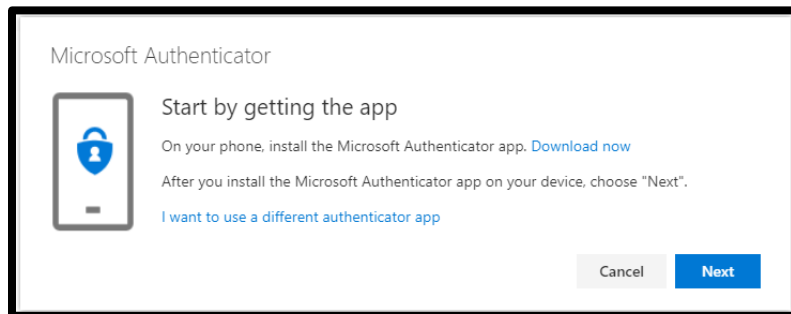 Microsoft Authenticator
Start by getting the app
On your phone, install the Microsoft Authenticator app. Download now
After you install the Microsoft Authenticator app on your device, choose "Next".
I want to use a different authenticator app
Cancel Next